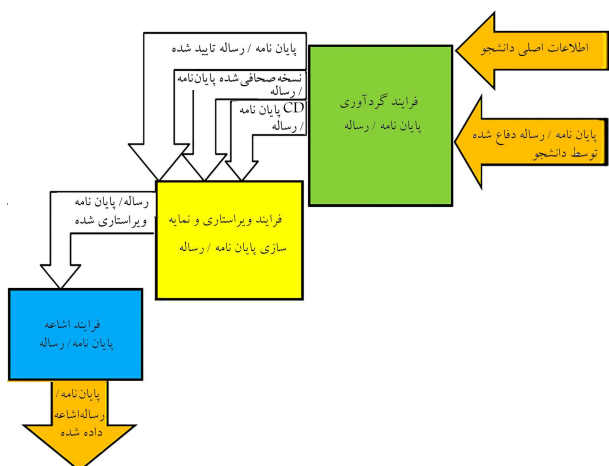 اطلاعات اصلی دانشجو
پایان نامه / رساله دفاع شده
توسط دانشجو
فرایند گردآوری
پایان نامه / رساله
پایان نامه / رساله تایید شده
نسخه صحافی‌شده پایان‌نامه
/ رساله
CD پایان نامه
/ رساله
فرایند ویراستاری و نمایه
سازی پایان نامه / رساله
رساله/ پایان نامه
ویراستاری شده
فرایند اشاعه
پایان نامه/ رساله
پایان‌نامه/
رساله‌اشاعه
داده شده